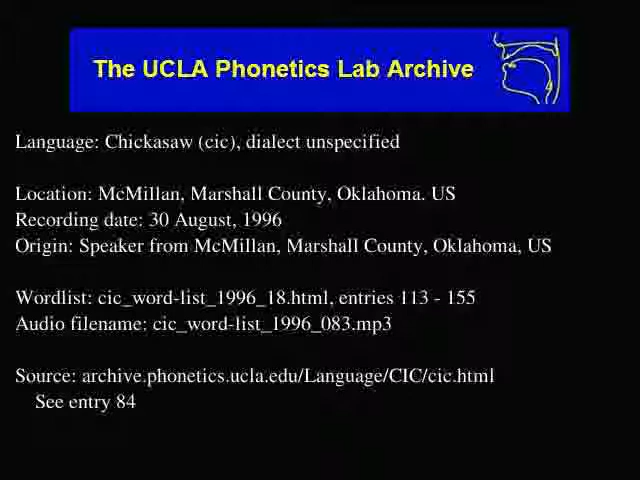 The UCLA Phonetics Lab Archive
Language: Chickasaw (cic), dialect unspecified
Location: McMillan, Marshall County, Oklahoma. US
Recording date: 30 August, 1996
Origin: Speaker from McMillan, Marshall County, Oklahoma, US
Wordlist: cic_word-list_1996_18.html, entries 113 - 155
Audio filename: cic_word-list_1996_083.mp3
Source: archive.phonetics.ucla.edu/Language/CIC/cic.html
See entry 84